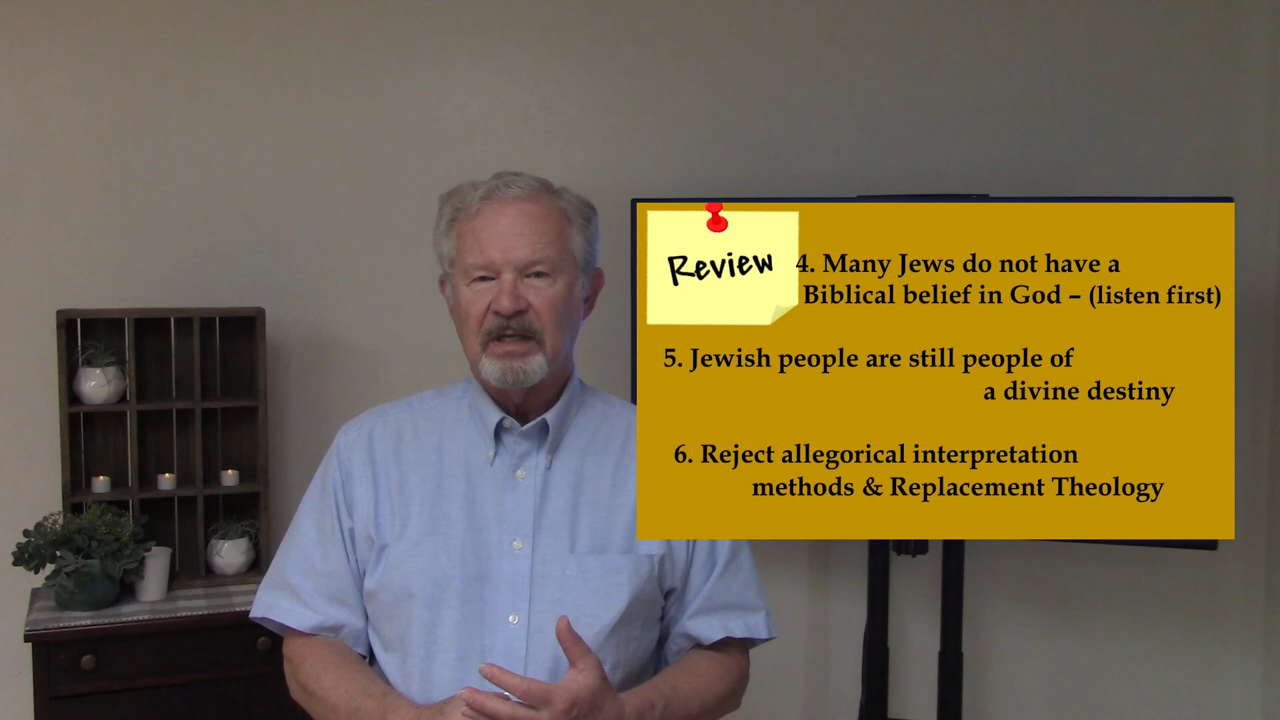 Review
4. Many Jews do not have a
Biblical belief in God – (listen first)
5. Jewish people are still people of
a divine destiny
6. Reject allegorical interpretation
methods & Replacement Theology